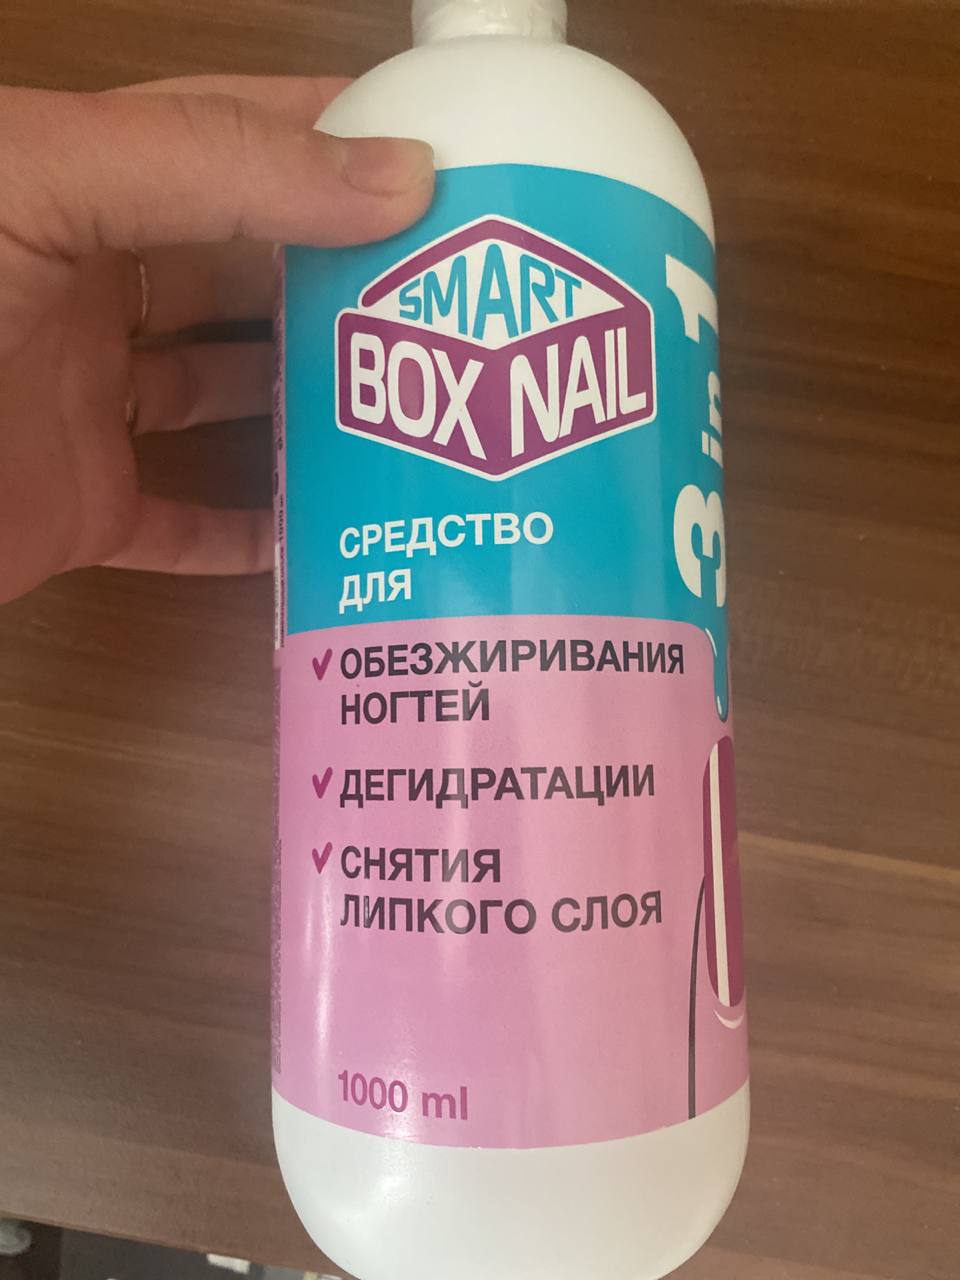 SMART
BOX NAIL
3 in 1
СРЕДСТВО
ДЛЯ
ОБЕЗЖИРИВАНИЯ
НОГТЕЙ
ДЕГИДРАТАЦИИ
СНЯТИЯ
ЛИПКОГО СЛОЯ
1000 ml